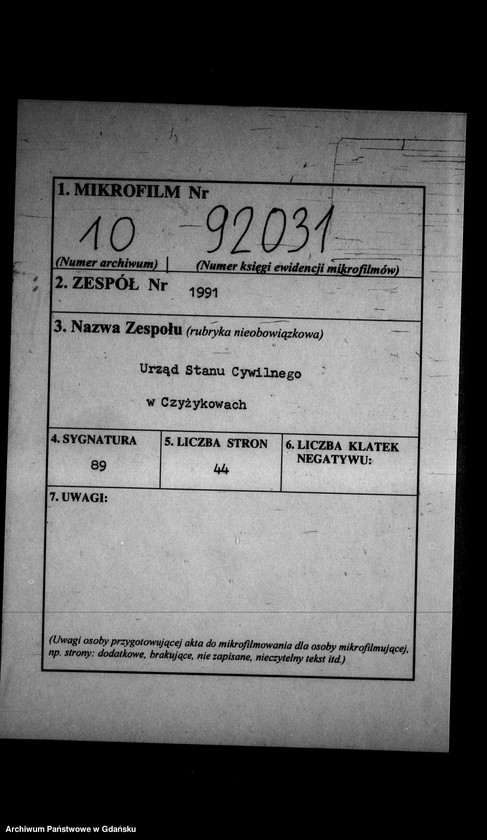 1. MIKROFILM Nr
10 - 92031
(Numer archiwum) (Numer księgi ewidencji mikrofilmów)
2. ZESPÓŁ Nr 1991
3. Nazwa Zespołu (rubryka nieobowiązkowa)
Urząd Stanu Cywilnego
w Czyżykowach
4. SYGNATURA
89
5. LICZBA STRON
44
6. LICZBA KLATEK
NEGATYWU:
7. UWAGI:
(Uwagi osoby przygotowującej akta do mikrofilmowania dla osoby mikrofilmującej,
np. strony: dodatkowe, brakujące, nie zapisane, nieczytelny tekst itd.)
Archiwum Państwowe w Gdańsku